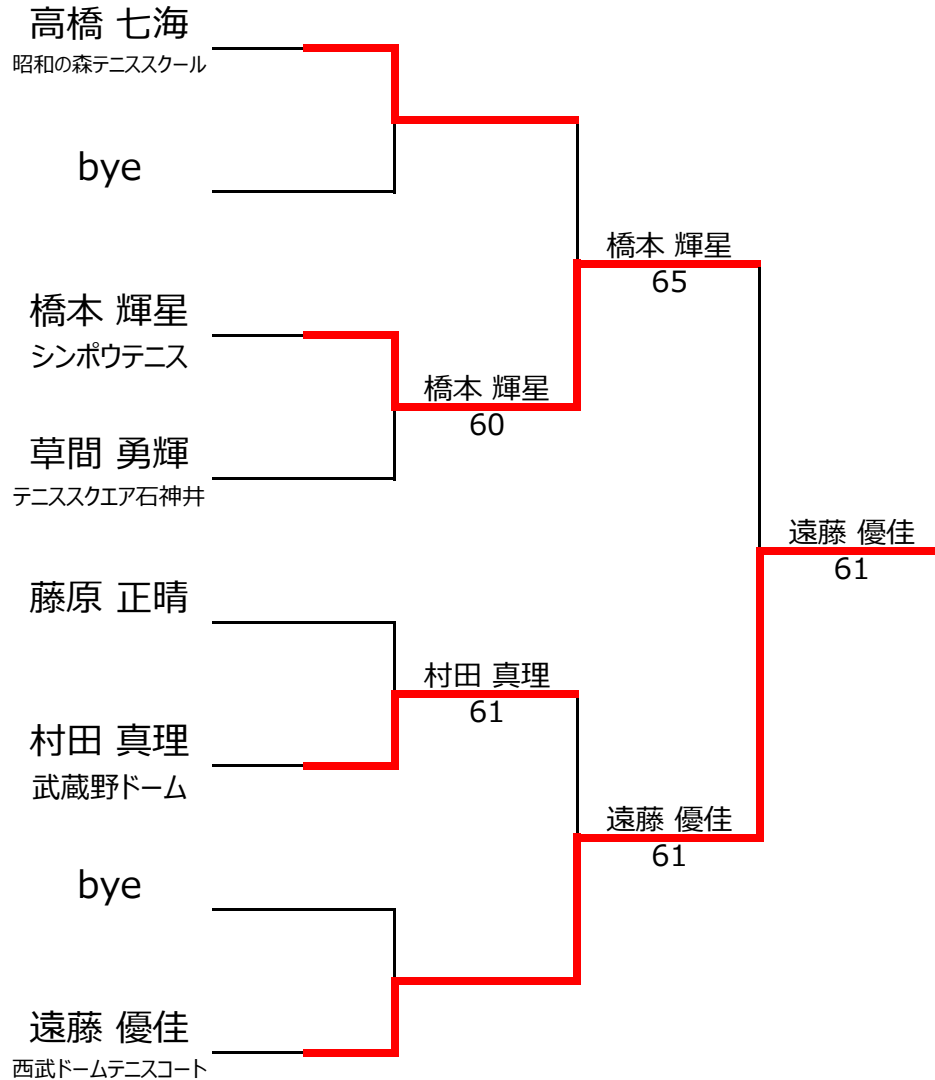 高橋 七海
昭和の森テニススクール
bye
橋本 輝星
65
橋本 輝星
シンポウテニス
橋本 輝星
60
草間 勇輝
テニススクエア石神井
遠藤 優佳
61
藤原 正晴
村田 真理
61
村田 真理
武蔵野ドーム
遠藤 優佳
61
bye
遠藤 優佳
西武ドームテニスコート